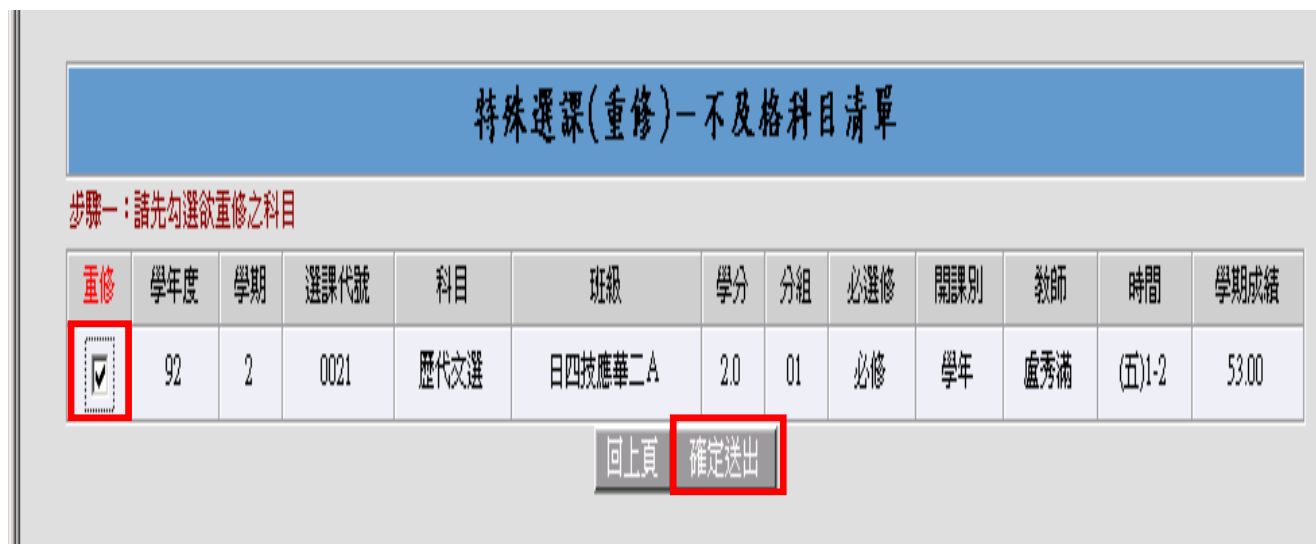 特殊選課(重修)－不及格科目清單
步驟一：請先勾選欲重修之科目
重修 學年度 學期 選課代號 科目 班級 學分 分組 必選修 開課別 教師 時間 學期成績
92 2 0021 歷代文選 日四技應華二A 2.0 01 必修 學年 盧秀滿 (五)1-2 53.00
回上頁 確定送出